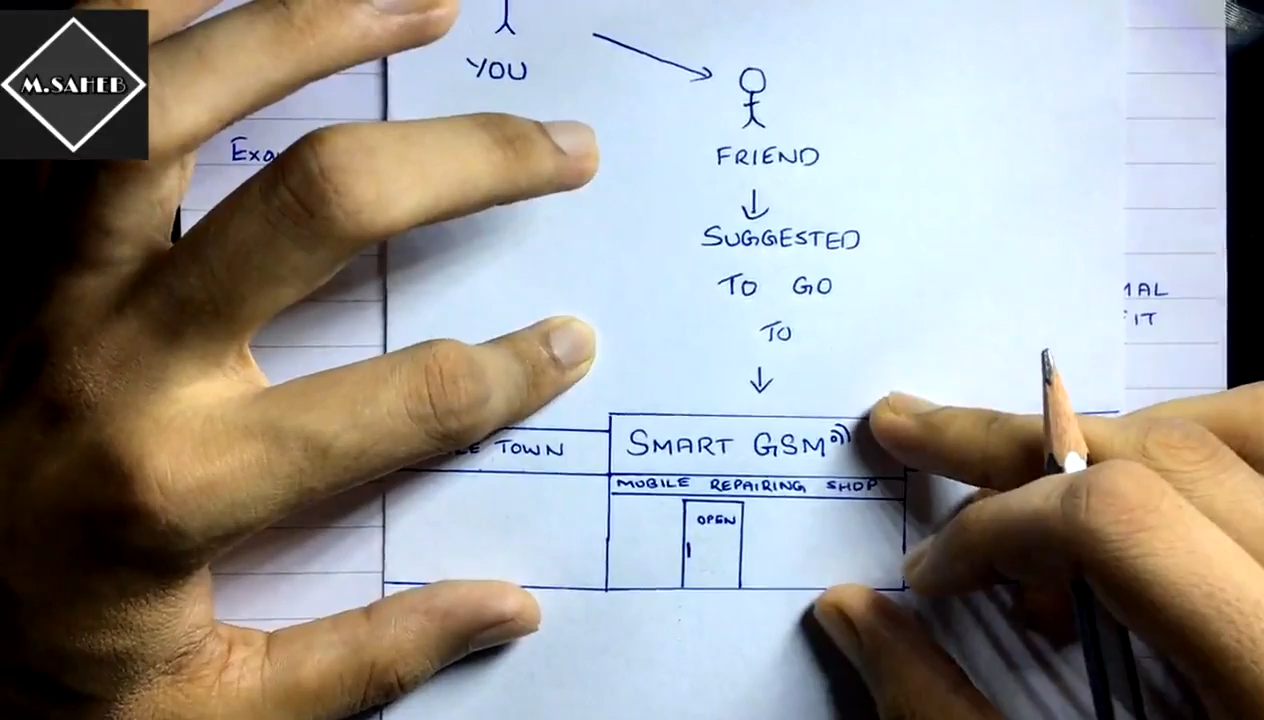 M.SAHEB
YOU
FRIEND
SUGGESTED
TO GO
TO
TOWN
SMART GSM
MOBILE REPAIRING SHOP
OPEN